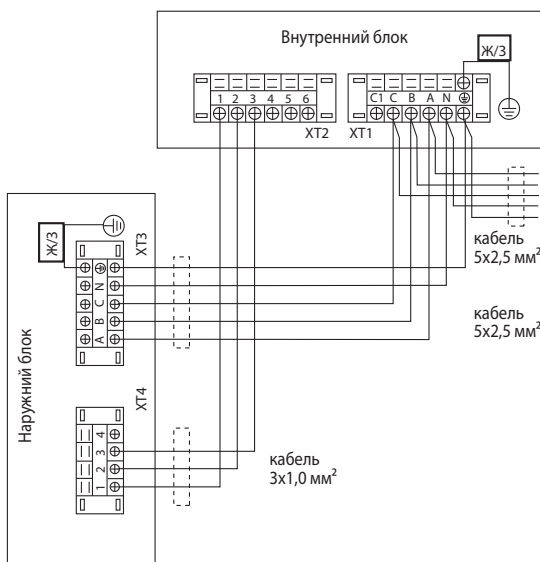 Внутренний блок
Ж/З
1 2 3 4 5 6
C1 C B A N
XT2
XT1
кабель
5x2,5 мм²
кабель
5x2,5 мм²
Наружний блок
Ж/З
XT3
A B C N
XT4
1 2 3 4
кабель
3x1,0 мм²